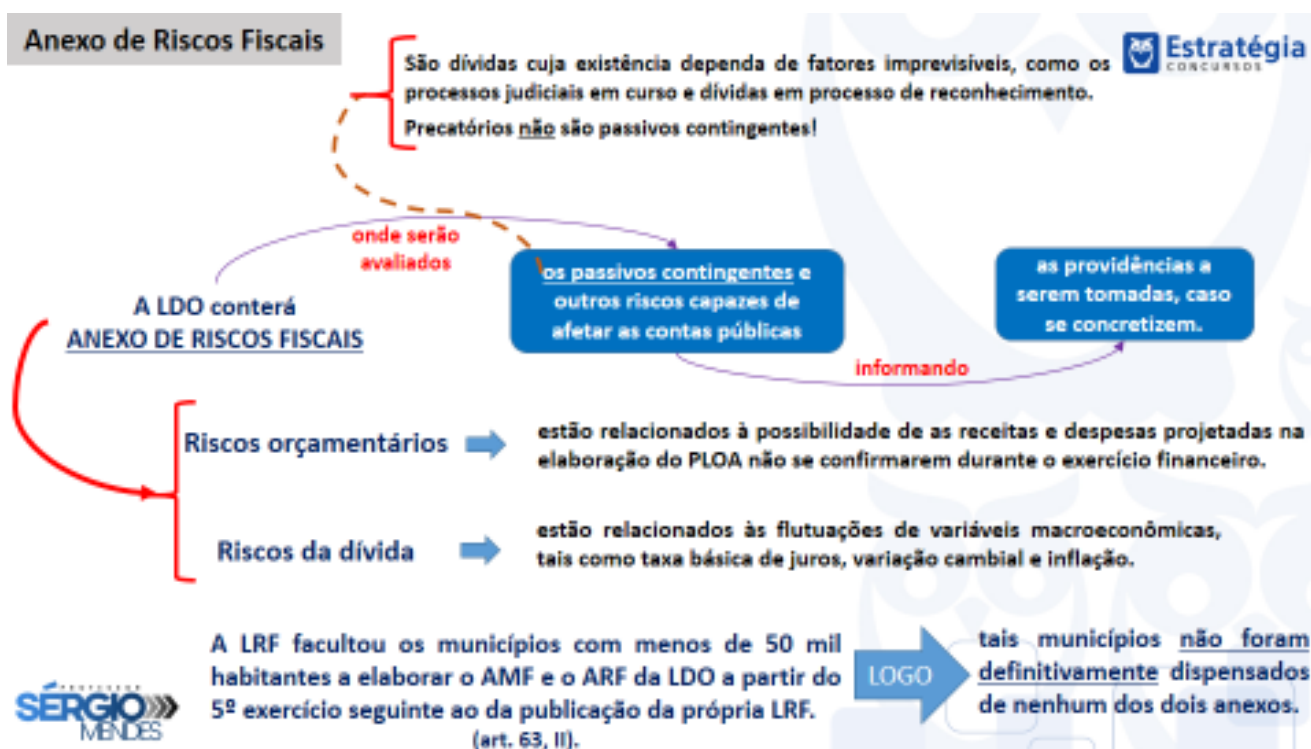 Anexo de Riscos Fiscais
Estratégia
CONCURSOS
São dívidas cuja existência dependa de fatores imprevisíveis, como os
processos judiciais em curso e dívidas em processo de reconhecimento.
Precatórios não são passivos contingentes!
onde serão
avaliados
A LDO conterá
ANEXO DE RISCOS FISCAIS
os passivos contingentes e
outros riscos capazes de
afetar as contas públicas
informando
as providências a
serem tomadas, caso
se concretizem.
Riscos orçamentários
estão relacionados à possibilidade de as receitas e despesas projetadas na
elaboração do PLOA não se confirmarem durante o exercício financeiro.
Riscos da dívida
estão relacionados às flutuações de variáveis macroeconômicas,
tais como taxa básica de juros, variação cambial e inflação.
A LRF facultou os municípios com menos de 50 mil
habitantes a elaborar o AMF e o ARF da LDO a partir do
5º exercício seguinte ao da publicação da própria LRF.
(art. 63, II).
LOGO
tais municípios não foram
definitivamente dispensados
de nenhum dos dois anexos.
PROFESSOR
SÉRGIO
MENDES